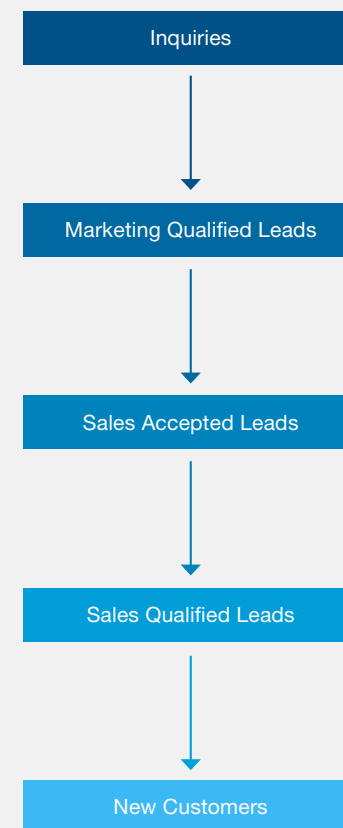 Inquiries
Marketing Qualified Leads
Sales Accepted Leads
Sales Qualified Leads
New Customers